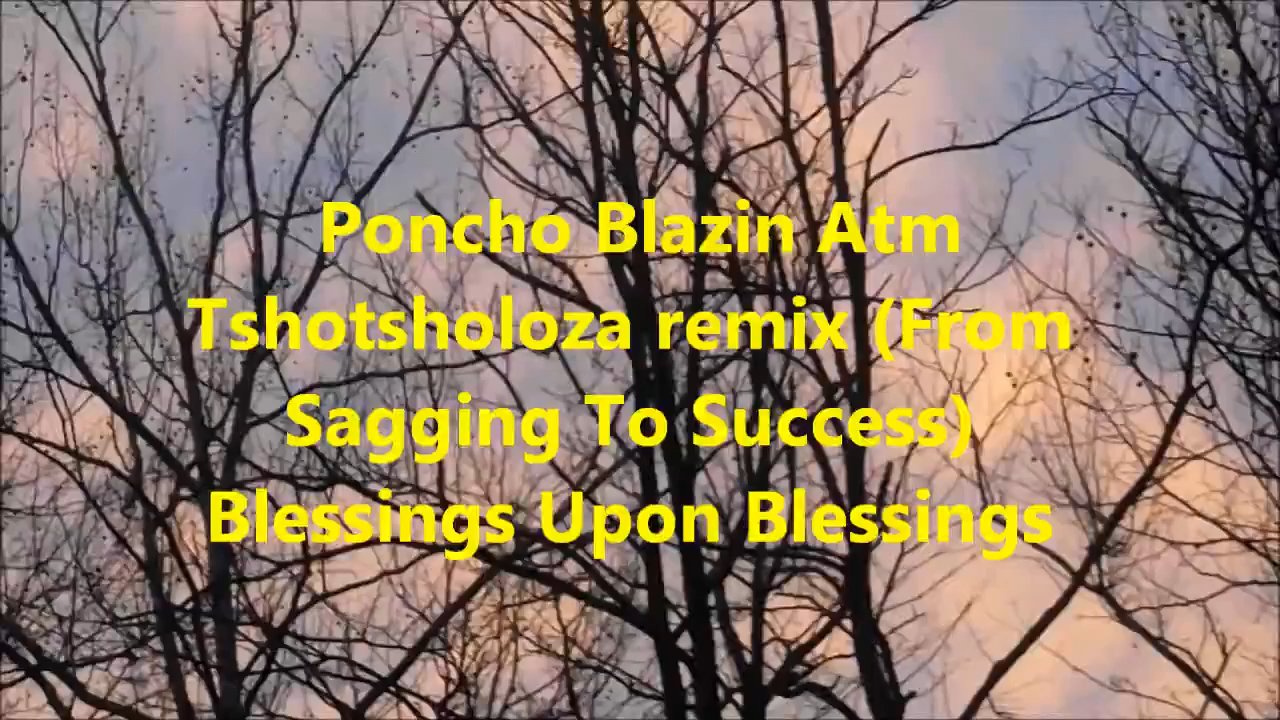 Poncho Blazin Atm
Tshotsholoza remix (From
Sagging To Success)
Blessings Upon Blessings